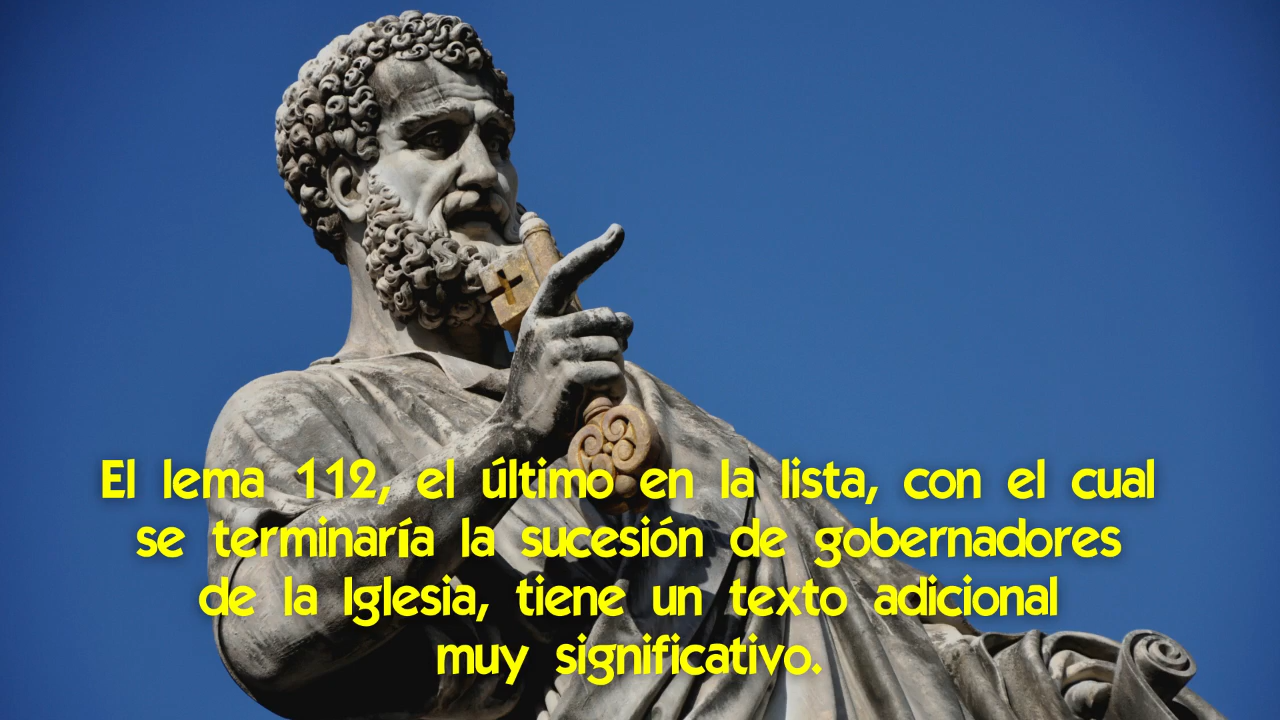 El lema 112, el último en la lista, con el cual
se terminaría la sucesión de gobernadores
de la Iglesia, tiene un texto adicional
muy significativo.